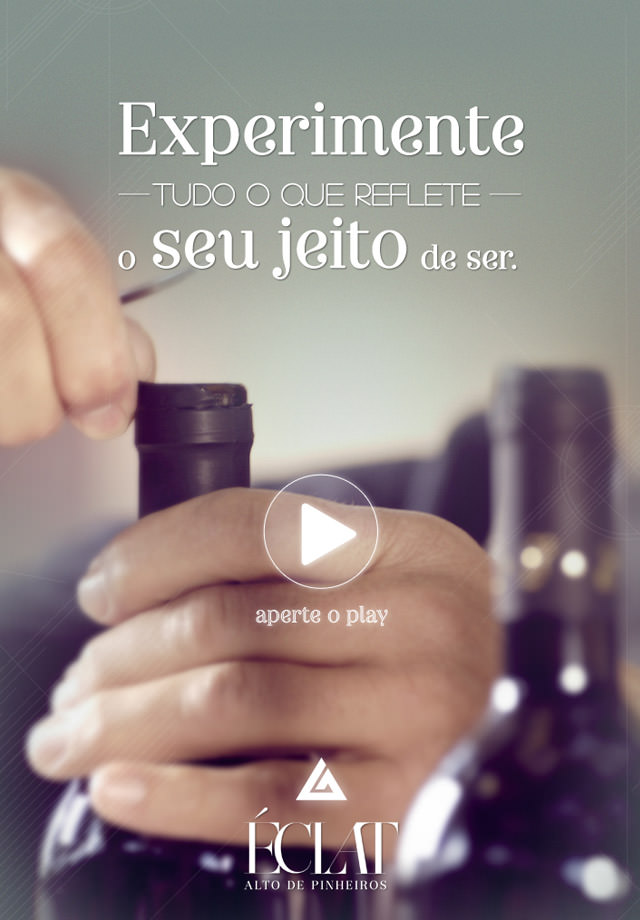 Experimente
TUDO O QUE REFLETE
o seu jeito de ser.
aperte o play
ÉCLAT
ALTO DE PINHEIROS